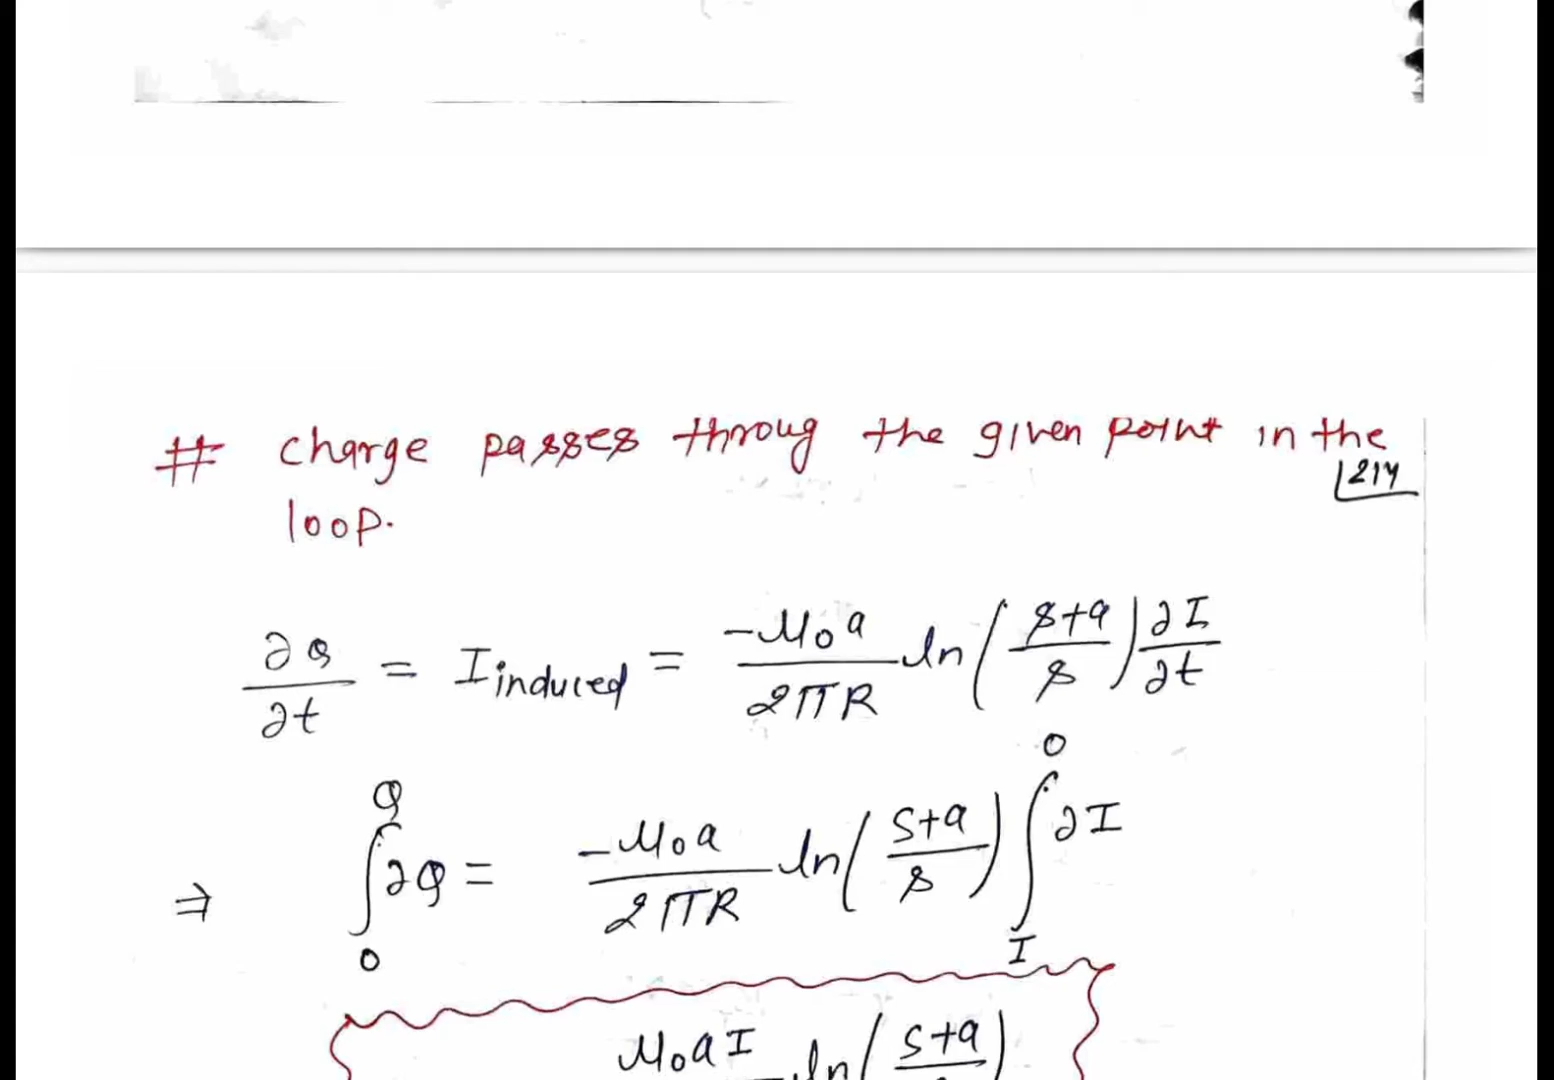 # charge passes throug the given point in the
214
loop.
∂Q/∂t = I induced = -μ₀a/2πR ln(s+a/s) ∂I/∂t
⇒ ∫₀^Q ∂Q = -μ₀a/2πR ln(s+a/s) ∫_I^0 ∂I
μ₀aI ln(s+a